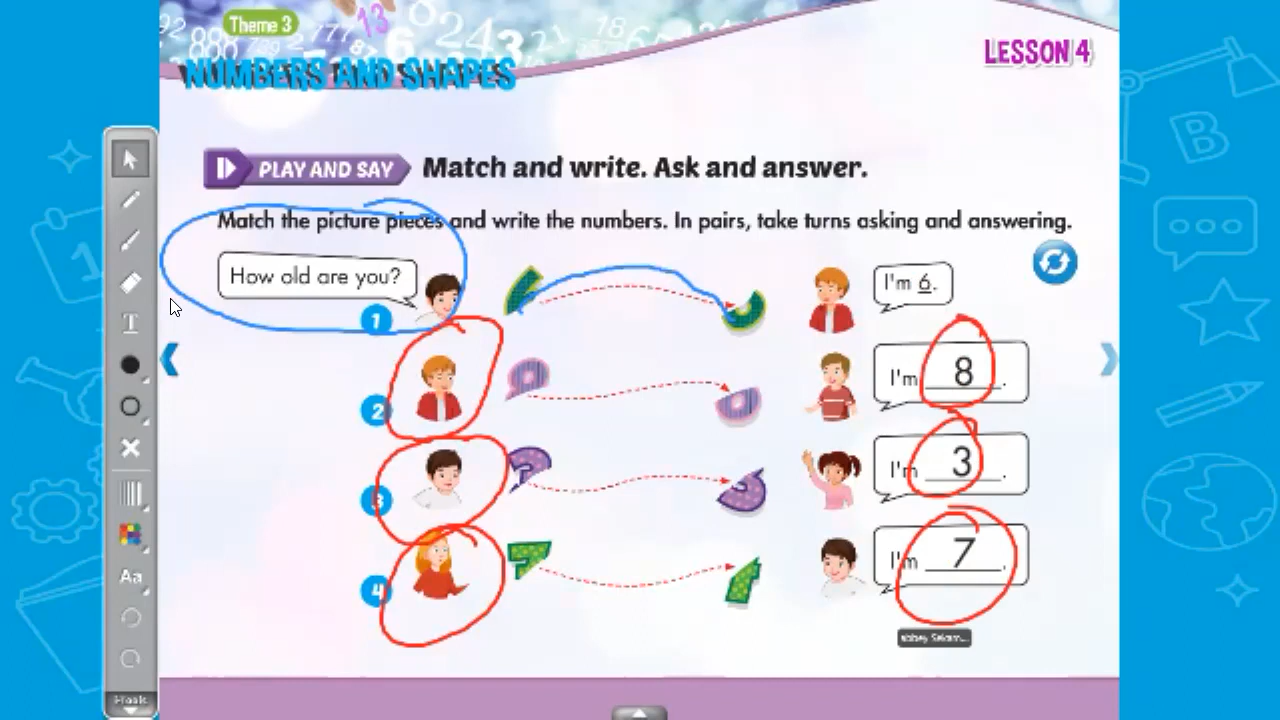 Theme 3
13
NUMBERS AND SHAPES
LESSON 4
PLAY AND SAY
Match and write. Ask and answer.
Match the picture pieces and write the numbers. In pairs, take turns asking and answering.
How old are you?
1
I'm 6.
2
I'm 8.
3
I'm 3.
4
I'm 7.
T
Aa